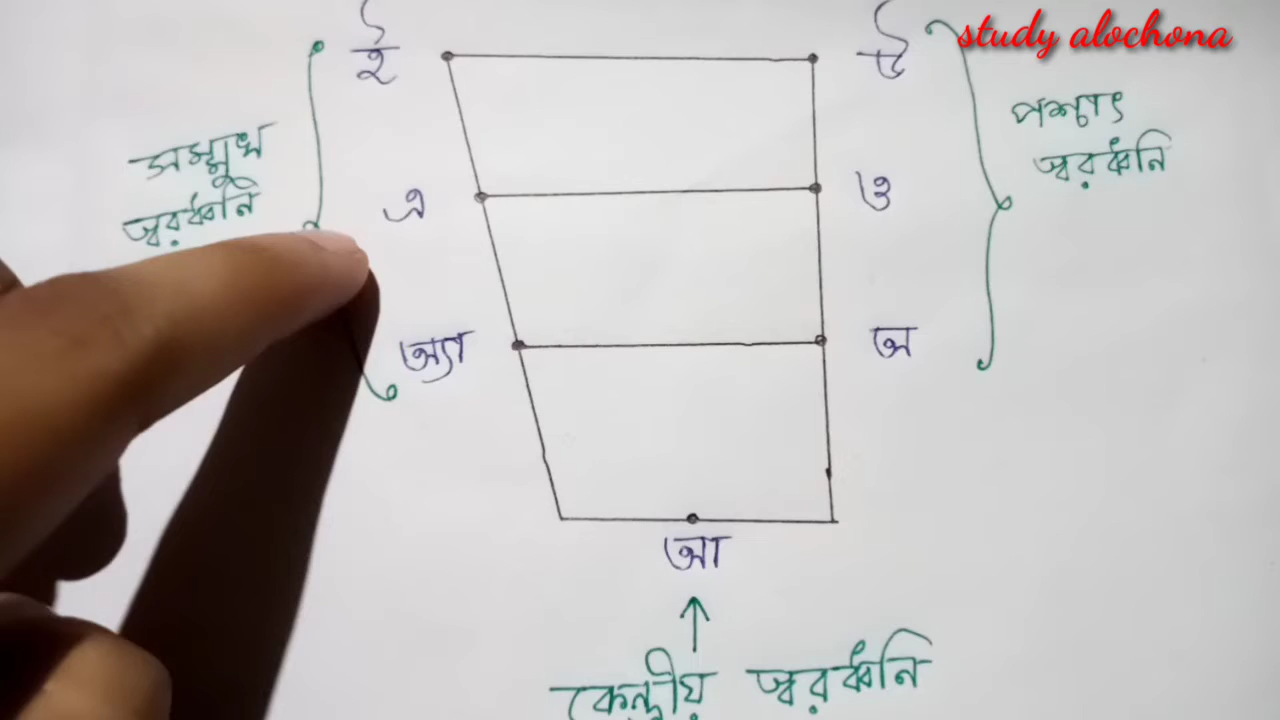 study alochona
ই
উ
সম্মুখ
স্বরধ্বনি
পশ্চাৎ
স্বরধ্বনি
এ
ও
অ্যা
অ
আ
কেন্দ্রীয় স্বরধ্বনি